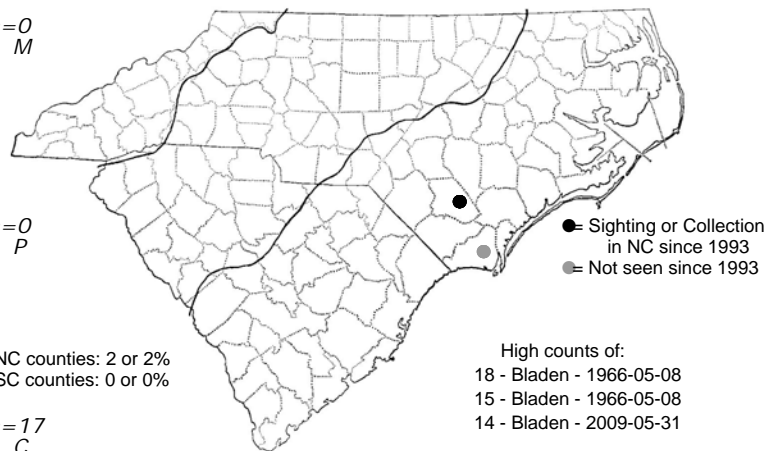 =0
M
=0
P
= Sighting or Collection
in NC since 1993
= Not seen since 1993
NC counties: 2 or 2%
SC counties: 0 or 0%
High counts of:
18 - Bladen - 1966-05-08
15 - Bladen - 1966-05-08
14 - Bladen - 2009-05-31
=17
C